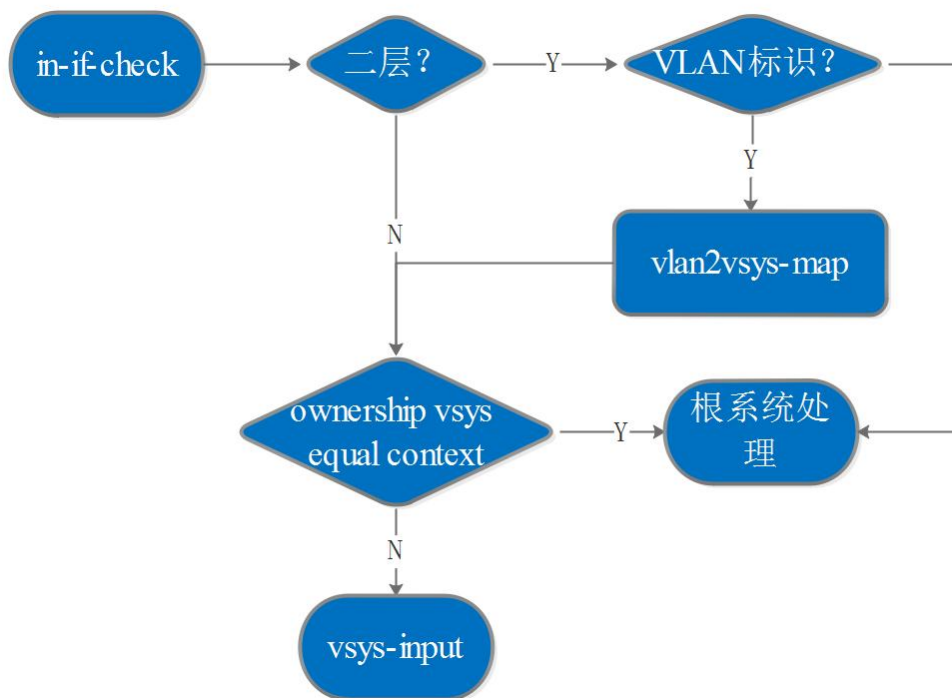 in-if-check
二层？
Y
VLAN标识？
Y
N
vlan2vsys-map
ownership vsys
equal context
Y
根系统处
理
N
vsys-input